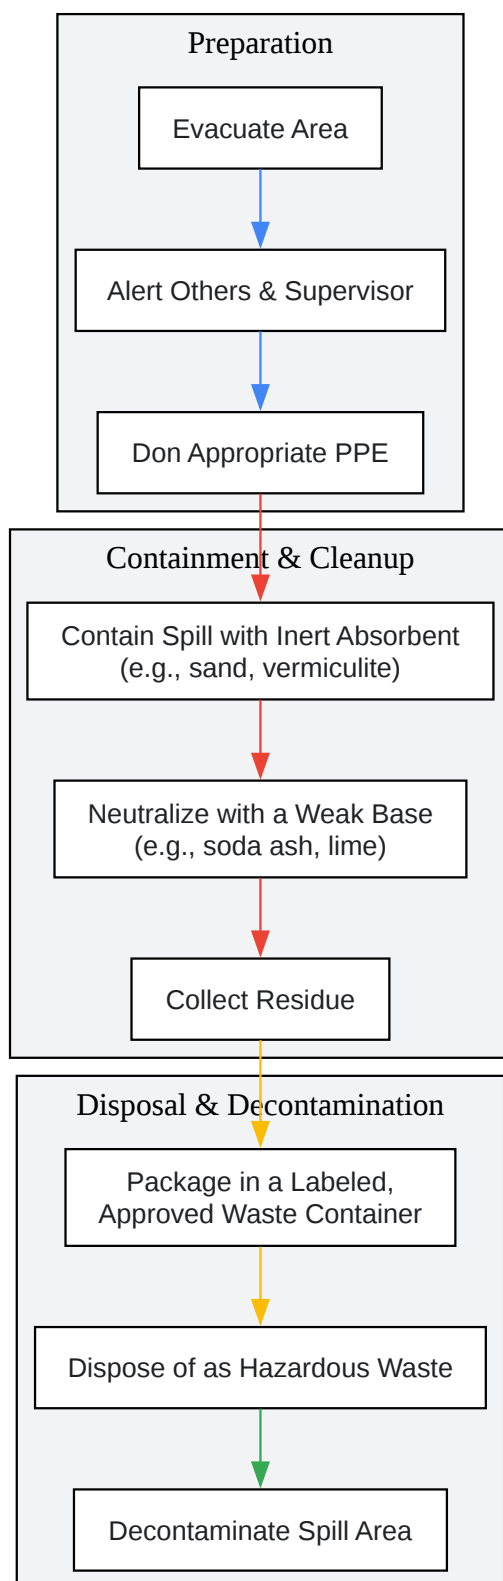 Preparation
Evacuate Area
Alert Others & Supervisor
Don Appropriate PPE
Containment & Cleanup
Contain Spill with Inert Absorbent
(e.g., sand, vermiculite)
Neutralize with a Weak Base
(e.g., soda ash, lime)
Collect Residue
Disposal & Decontamination
Package in a Labeled,
Approved Waste Container
Dispose of as Hazardous Waste
Decontaminate Spill Area